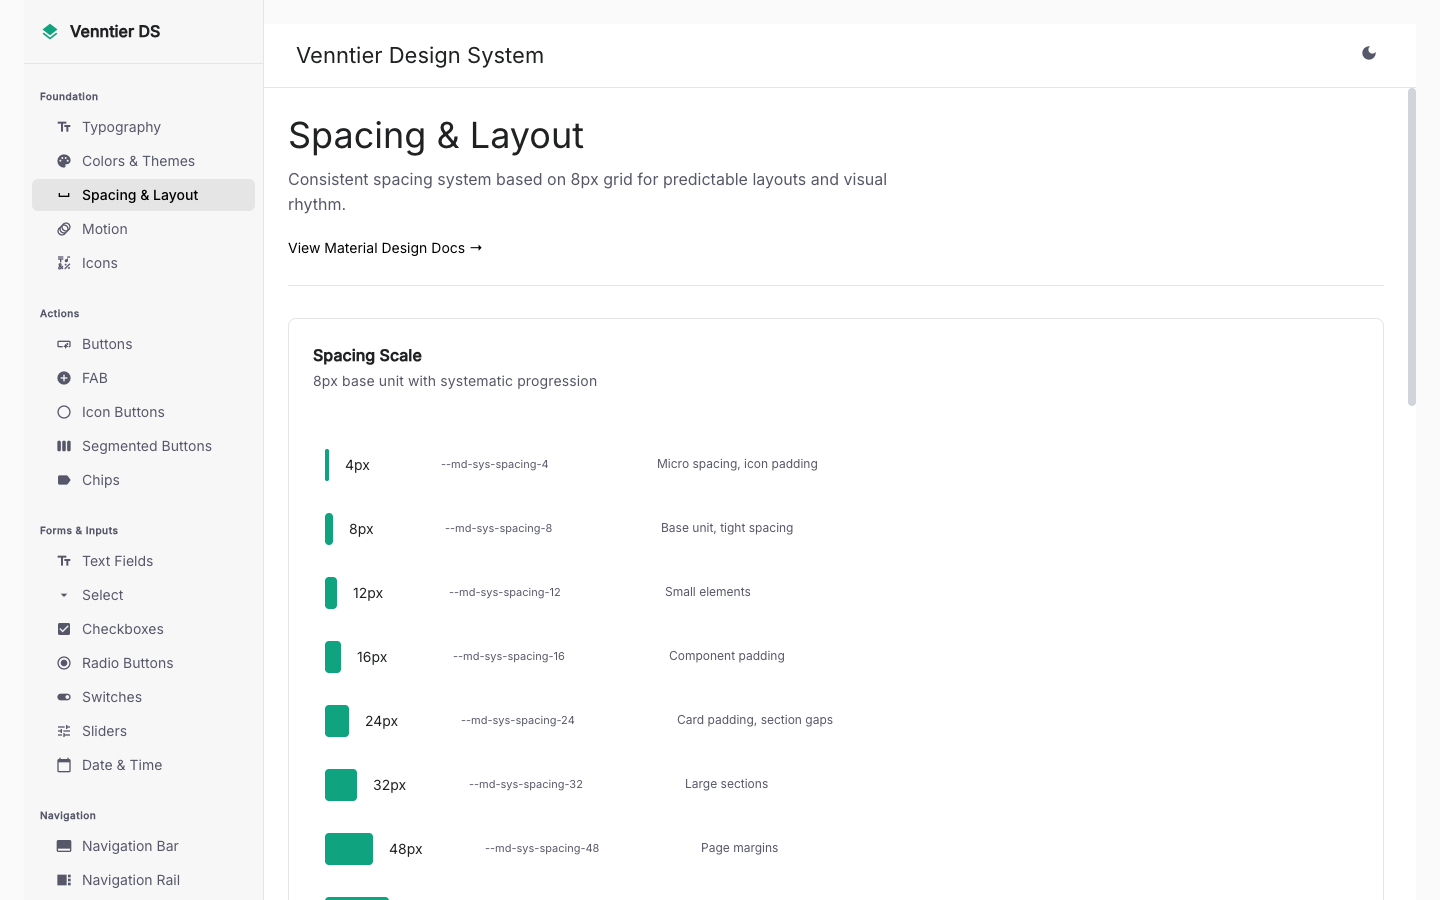 Venntier DS
Foundation
Typography
Colors & Themes
Spacing & Layout
Motion
Icons
Actions
Buttons
FAB
Icon Buttons
Segmented Buttons
Chips
Forms & Inputs
Text Fields
Select
Checkboxes
Radio Buttons
Switches
Sliders
Date & Time
Navigation
Navigation Bar
Navigation Rail
Venntier Design System
Spacing & Layout
Consistent spacing system based on 8px grid for predictable layouts and visual
rhythm.
View Material Design Docs →
Spacing Scale
8px base unit with systematic progression
4px --md-sys-spacing-4 Micro spacing, icon padding
8px --md-sys-spacing-8 Base unit, tight spacing
12px --md-sys-spacing-12 Small elements
16px --md-sys-spacing-16 Component padding
24px --md-sys-spacing-24 Card padding, section gaps
32px --md-sys-spacing-32 Large sections
48px --md-sys-spacing-48 Page margins